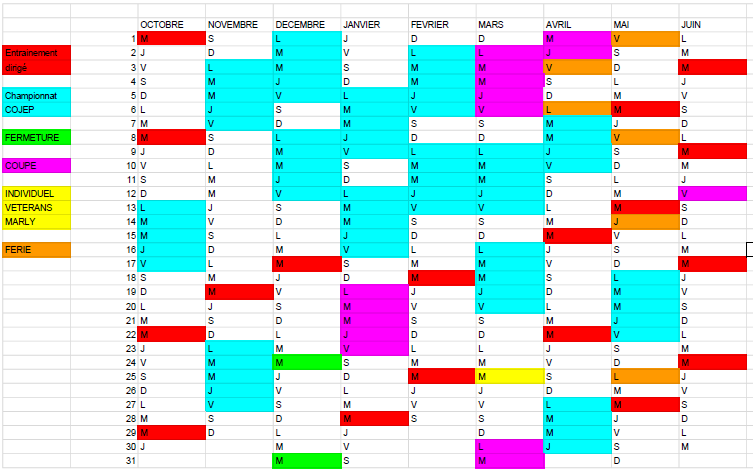 OCTOBRE NOVEMBRE DECEMBRE JANVIER FEVRIER MARS AVRIL MAI JUIN
1 M S L J D D M V L
Entrainement 2 J D M V L L J S M
dirigé 3 V L M S M M V D M
4 S M J D M M S L J
Championnat 5 D M V L J J D M V
COJEP 6 L J S M V V L M S
7 M V D M S S M J D
8 M S L J D D M V L
FERMETURE 9 J D M V L L J S M
10 V L M S M M V D M
COUPE 11 S M J D M M S L J
12 D M V L J J D M V
INDIVIDUEL 13 L J S M V V L M S
VETERANS 14 M V D M S S M J D
MARLY 15 M S L J D D M V L
16 J D M V L L J S M
FERIE 17 V L M S M M V D M
18 S M J D M M S L J
19 D M V L J J D M V
20 L J S M V V L M S
21 M S D M S S M J D
22 M D L J D D M V L
23 J L M V L L J S M
24 V M M S M M V D M
25 S M J D M M S L J
26 D J V L J J D M V
27 L V S M V V L M S
28 M S D M S S M J D
29 M D L J D M V L
30 J M V L J S M
31 M S M D